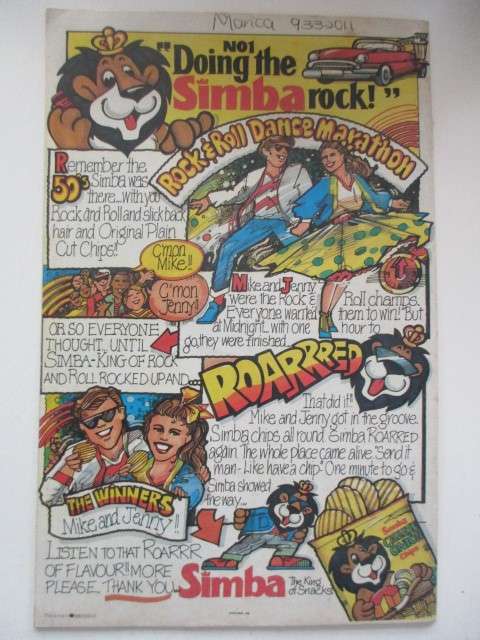 Monica 9332011
NO1
"Doing the
Simba rock!"
Rock & Roll Dance Marathon
Remember the
50's Simba was
there... with you
Rock and Roll and slick back
hair and Original Plain
Cut Chips!!
C'mon
Mike!!
C'mon
Jenny!!
Mike and Jenny
were the Rock & Roll champs.
Everyone wanted them to win! But
at Midnight, with one hour to
go, they were finished....
OR SO EVERYONE
THOUGHT, UNTIL
SIMBA-KING OF ROCK
AND ROLL ROCKED UP AND...
ROARRRED
That did it!!
Mike and Jenny got in the groove.
Simba chips all round. Simba ROARRED
again. The whole place came alive. "Send it
man - Like have a chip." One minute to go &
Simba showed
the way...
THE WINNERS
Mike and Jenny!!
LISTEN TO THAT ROARRR
OF FLAVOUR!! MORE
PLEASE. THANK YOU.
Simba The King
of Snacks!
Simba
Chips